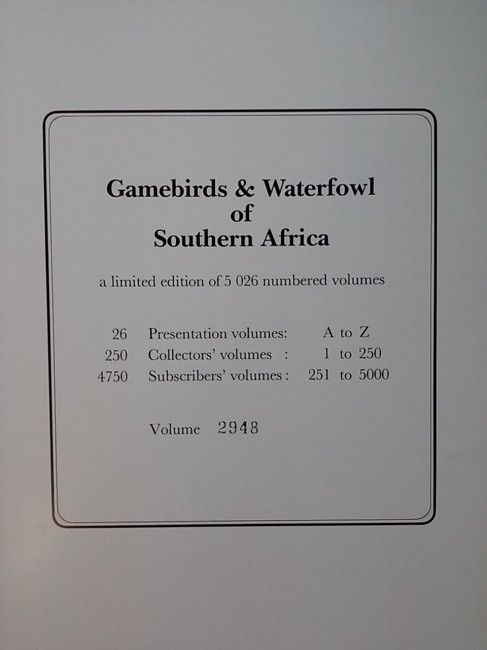 Gamebirds & Waterfowl
of
Southern Africa
a limited edition of 5 026 numbered volumes
26 Presentation volumes: A to Z
250 Collectors' volumes : 1 to 250
4750 Subscribers' volumes : 251 to 5000
Volume 2948